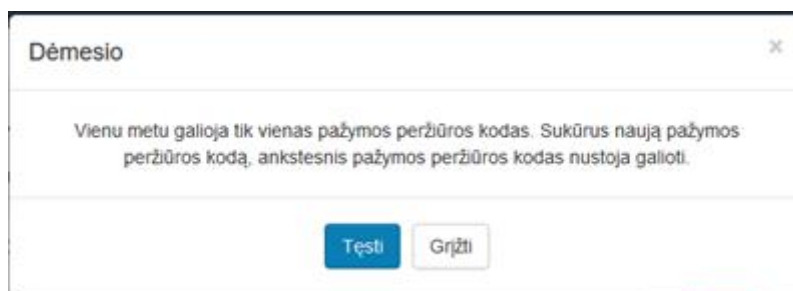 Dėmesio
×
Vienu metu galioja tik vienas pažymos peržiūros kodas. Sukūrus naują pažymos
peržiūros kodą, ankstesnis pažymos peržiūros kodas nustoja galioti.
Tęsti Grįžti